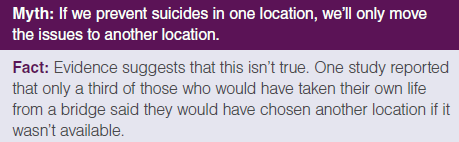 Myth: If we prevent suicides in one location, we'll only move
the issues to another location.
Fact: Evidence suggests that this isn't true. One study reported
that only a third of those who would have taken their own life
from a bridge said they would have chosen another location if it
wasn't available.